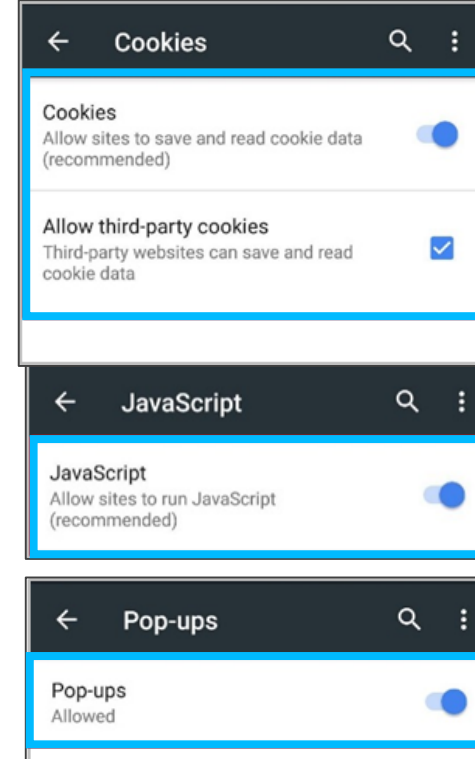 Cookies
Cookies
Allow sites to save and read cookie data
(recommended)
Allow third-party cookies
Third-party websites can save and read
cookie data
JavaScript
JavaScript
Allow sites to run JavaScript
(recommended)
Pop-ups
Pop-ups
Allowed